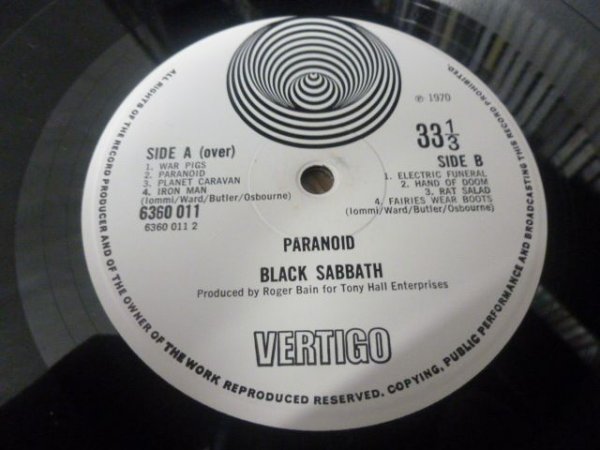 ℗ 1970
33 1/3
SIDE A (over)
1. WAR PIGS
2. PARANOID
3. PLANET CARAVAN
4. IRON MAN
(Iommi/Ward/Butler/Osbourne)
6360 011
6360 011 2
SIDE B
1. ELECTRIC FUNERAL
2. HAND OF DOOM
3. RAT SALAD
4. FAIRIES WEAR BOOTS
(Iommi/Ward/Butler/Osbourne)
PARANOID
BLACK SABBATH
Produced by Roger Bain for Tony Hall Enterprises
VERTIGO
ALL RIGHTS OF THE RECORD PRODUCER AND OF THE OWNER OF THE WORK REPRODUCED RESERVED. COPYING, PUBLIC PERFORMANCE AND BROADCASTING THIS RECORD PROHIBITED.